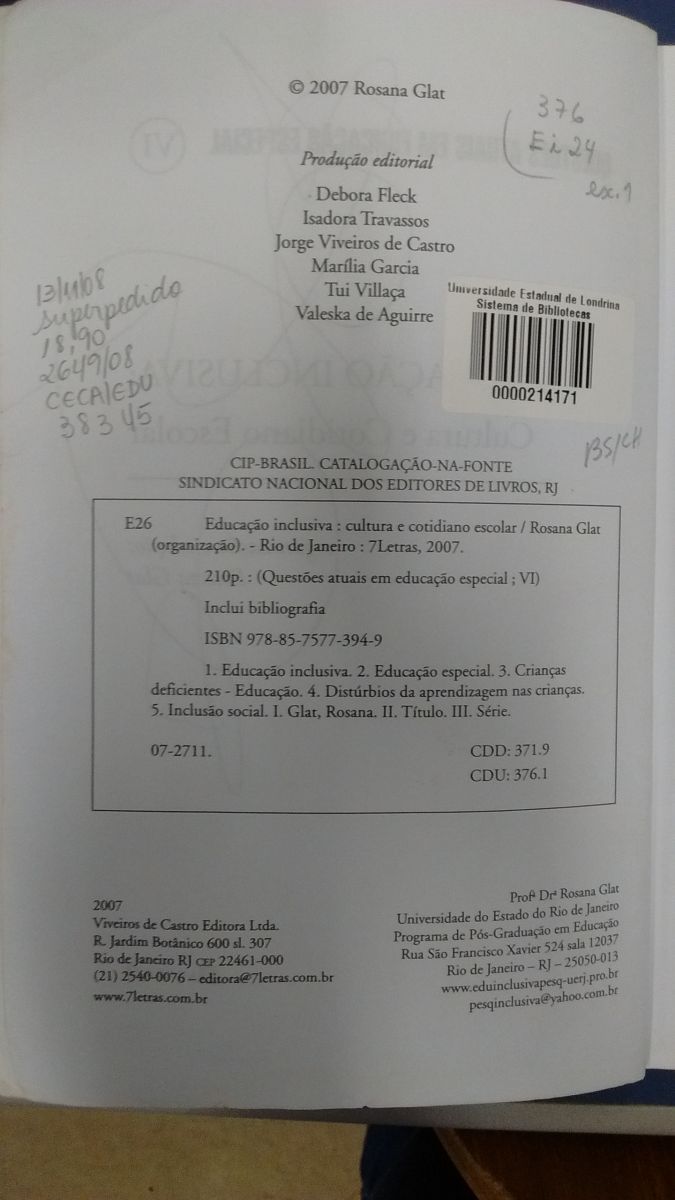 © 2007 Rosana Glat
376
Ei 24
ex. 1
Produção editorial
Debora Fleck
Isadora Travassos
Jorge Viveiros de Castro
Marília Garcia
Tui Villaça
Valeska de Aguirre
13/11/08
superpedido
18,90
2649/08
CECA/EDU
38345
Universidade Estadual de Londrina
Sistema de Bibliotecas
0000214171
BS/CH
CIP-BRASIL. CATALOGAÇÃO-NA-FONTE
SINDICATO NACIONAL DOS EDITORES DE LIVROS, RJ
E26 Educação inclusiva : cultura e cotidiano escolar / Rosana Glat
(organização). - Rio de Janeiro : 7Letras, 2007.
210p. : (Questões atuais em educação especial ; VI)
Inclui bibliografia
ISBN 978-85-7577-394-9
1. Educação inclusiva. 2. Educação especial. 3. Crianças
deficientes - Educação. 4. Distúrbios da aprendizagem nas crianças.
5. Inclusão social. I. Glat, Rosana. II. Título. III. Série.
07-2711. CDD: 371.9
CDU: 376.1
2007
Viveiros de Castro Editora Ltda.
R. Jardim Botânico 600 sl. 307
Rio de Janeiro RJ CEP 22461-000
(21) 2540-0076 – editora@7letras.com.br
www.7letras.com.br
Profª Drª Rosana Glat
Universidade do Estado do Rio de Janeiro
Programa de Pós-Graduação em Educação
Rua São Francisco Xavier 524 sala 12037
Rio de Janeiro – RJ – 25050-013
www.eduinclusivapesq-uerj.pro.br
pesqinclusiva@yahoo.com.br